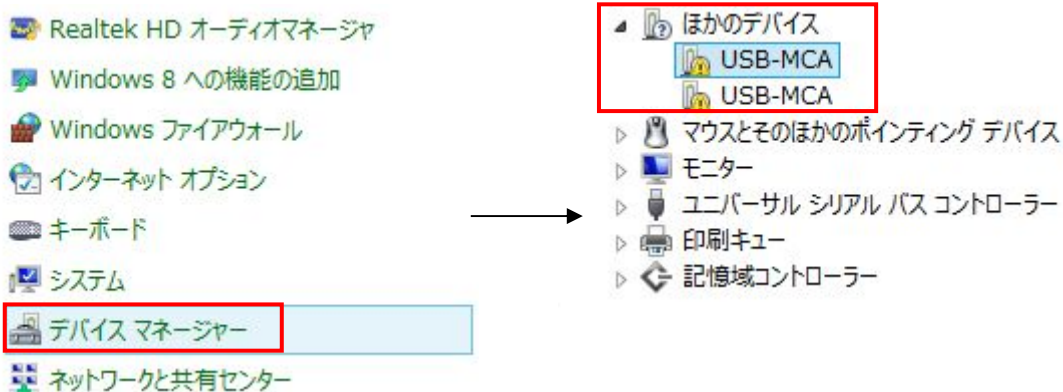 Realtek HD オーディオマネージャ
Windows 8 への機能の追加
Windows ファイアウォール
インターネット オプション
キーボード
システム
デバイス マネージャー
ネットワークと共有センター
ほかのデバイス
USB-MCA
USB-MCA
マウスとそのほかのポインティング デバイス
モニター
ユニバーサル シリアル バス コントローラー
印刷キュー
記憶域コントローラー